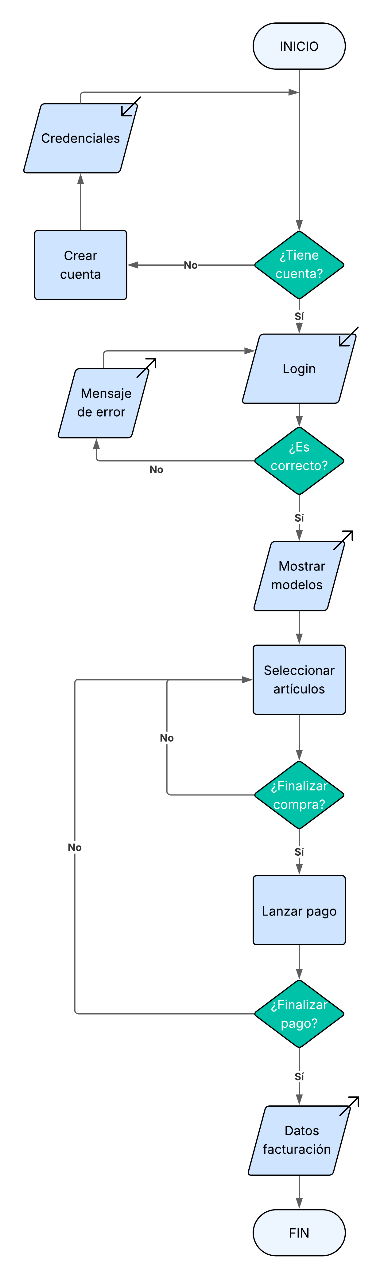 INICIO
Credenciales
Crear
cuenta
No
¿Tiene
cuenta?
Sí
Login
Mensaje
de error
No
¿Es
correcto?
Sí
Mostrar
modelos
Seleccionar
artículos
No
¿Finalizar
compra?
No
Sí
Lanzar pago
¿Finalizar
pago?
Sí
Datos
facturación
FIN